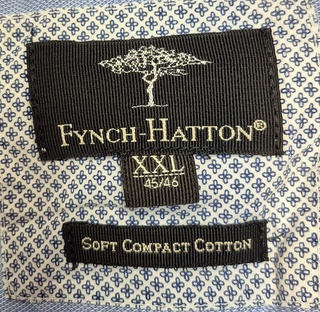 FYNCH-HATTON®
XXL
45/46
SOFT COMPACT COTTON